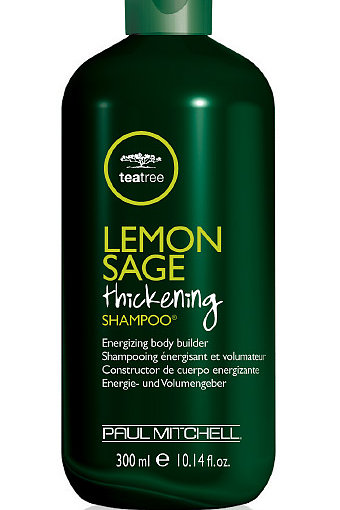 teatree
LEMON
SAGE
thickening
SHAMPOO®
Energizing body builder
Shampooing énergisant et volumateur
Constructor de cuerpo energizante
Energie- und Volumengeber
PAUL MITCHELL®
300 ml e 10.14 fl.oz.